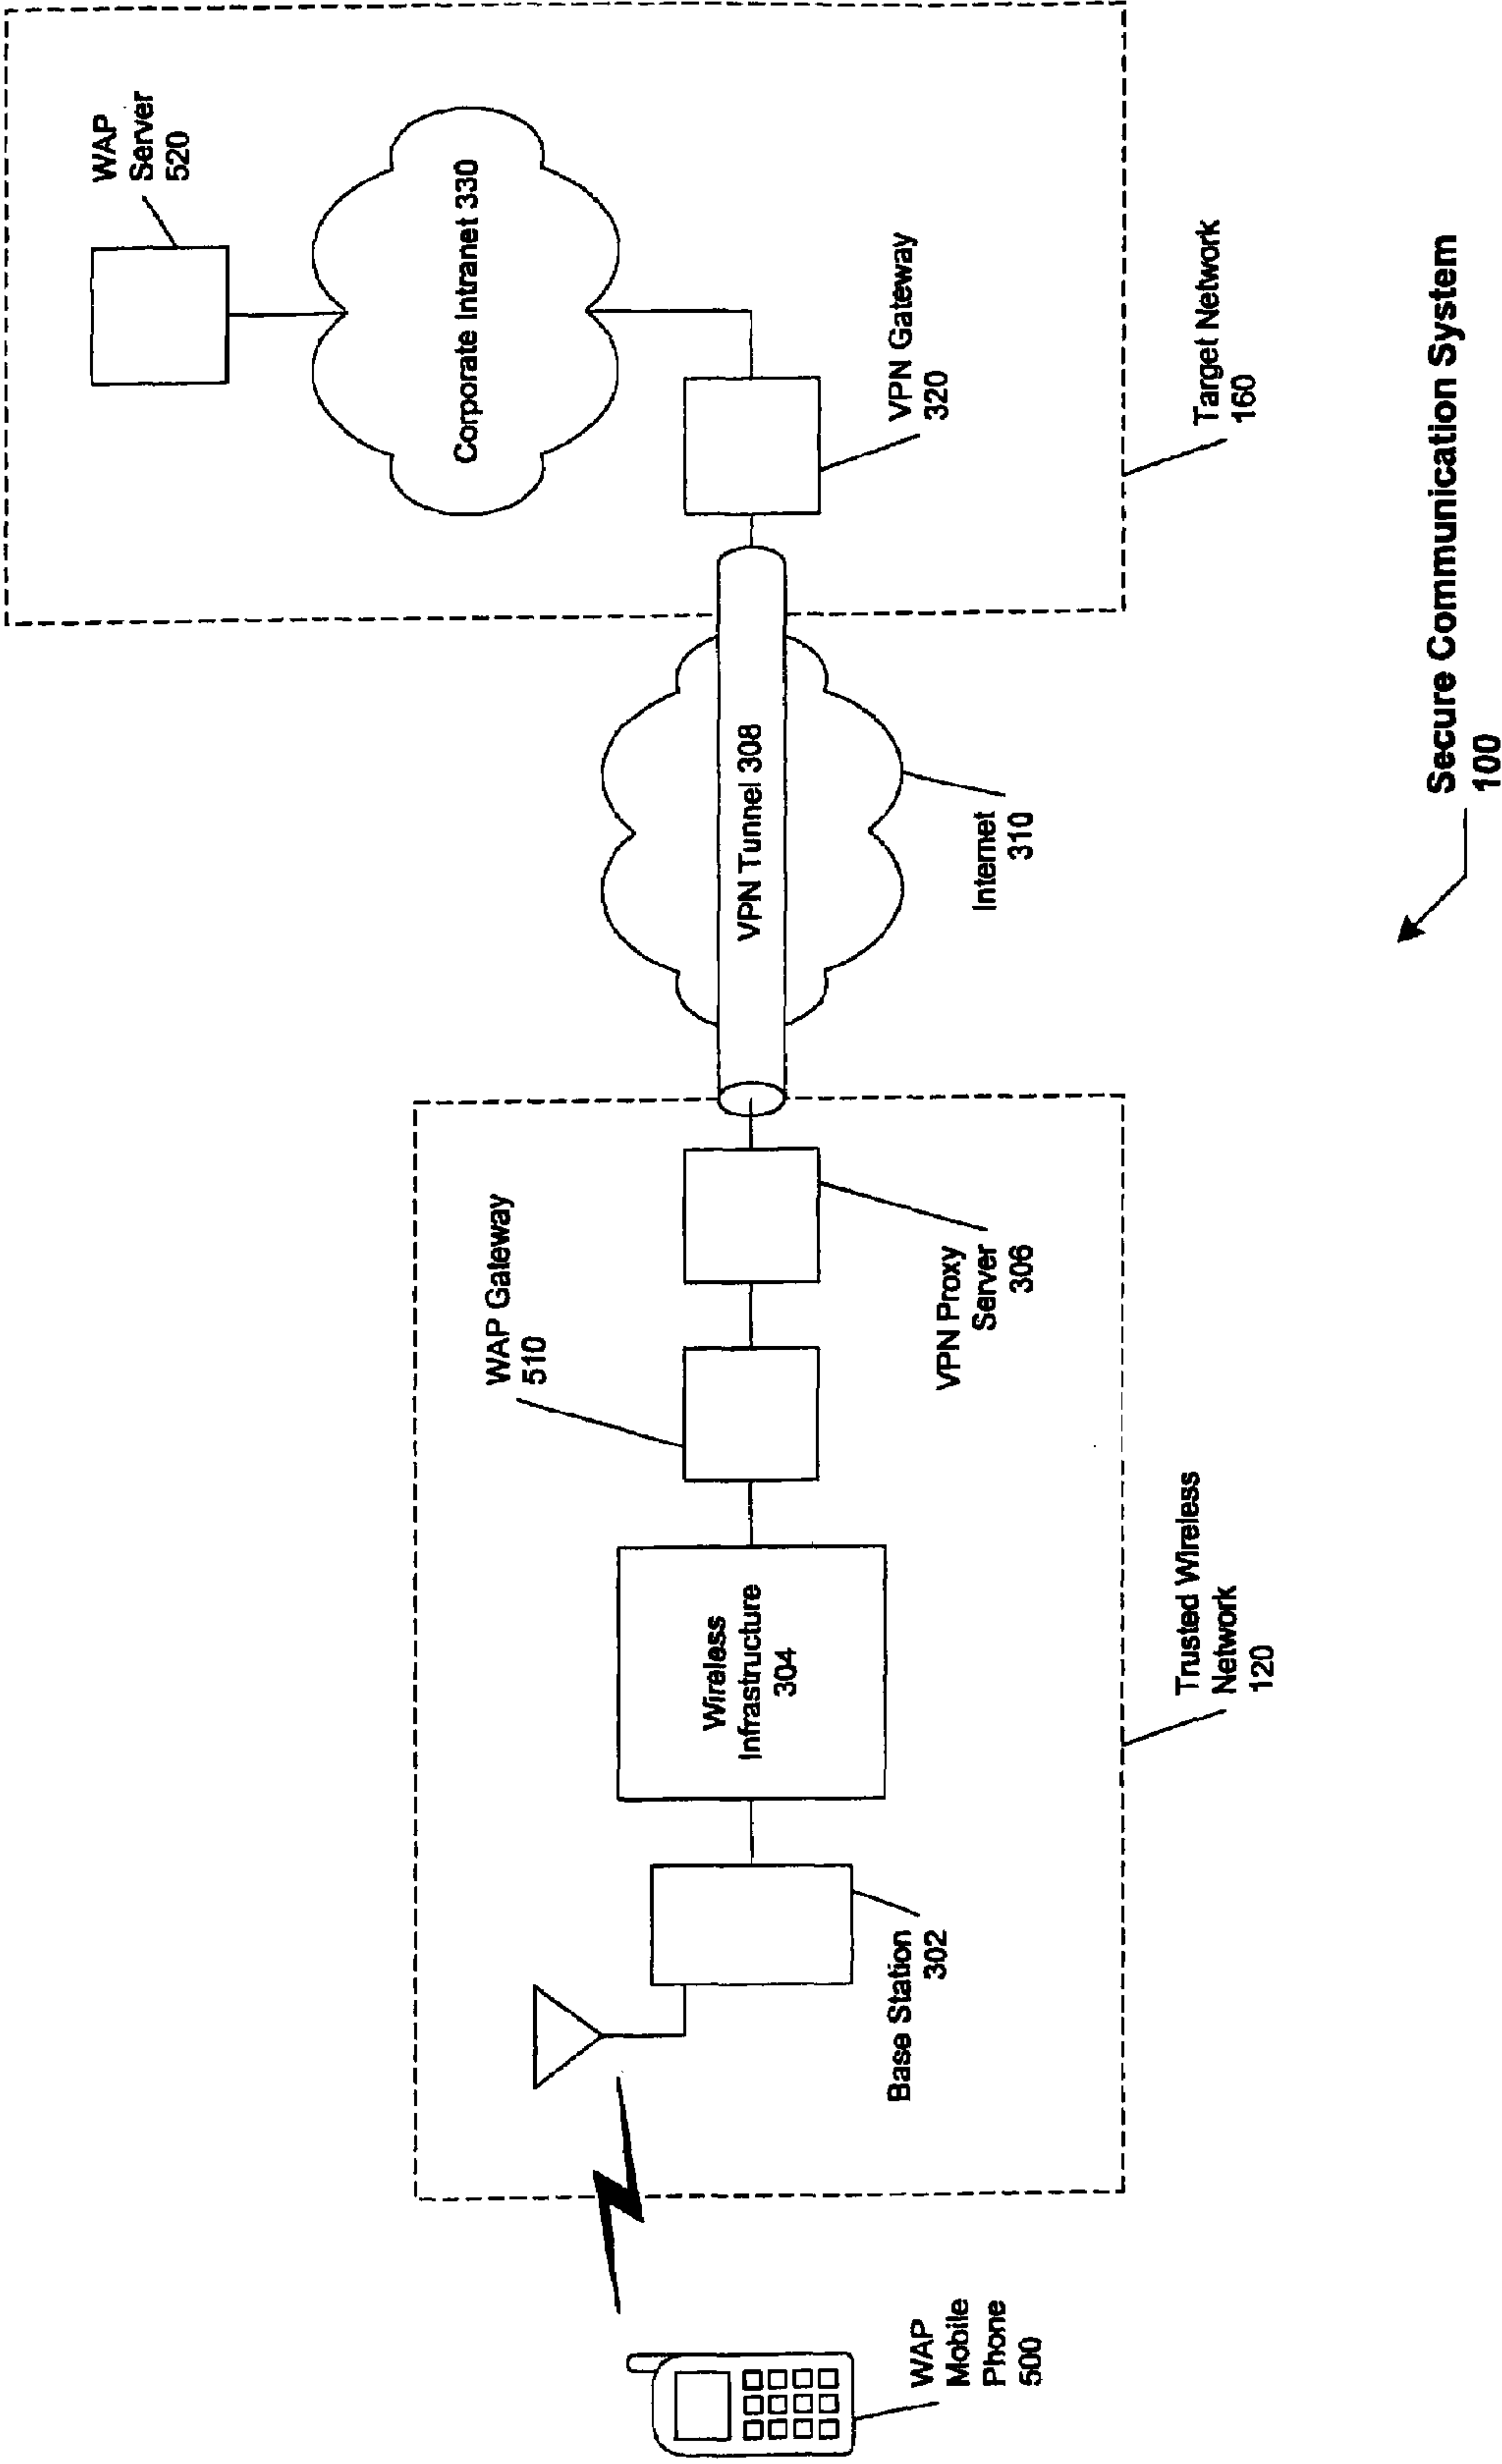 WAP
Server
520
Corporate Intranet 330
VPN Gateway
320
Target Network
160
VPN Tunnel 308
Internet
310
Secure Communication System
100
WAP Gateway
510
VPN Proxy
Server
306
Wireless
Infrastructure
304
Base Station
302
Trusted Wireless
Network
120
WAP
Mobile
Phone
500